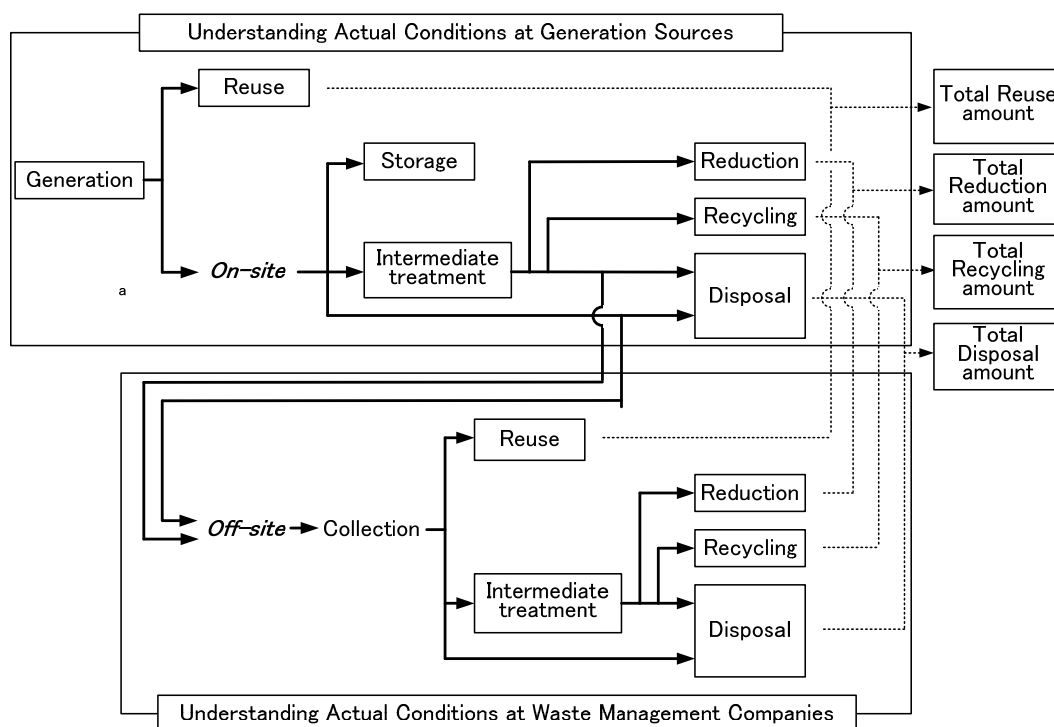 Understanding Actual Conditions at Generation Sources
Reuse
Total Reuse
amount
Storage
Reduction
Generation
Total
Reduction
amount
Recycling
On-site
Intermediate
treatment
Total
Recycling
amount
a
Disposal
Total
Disposal
amount
Reuse
Reduction
Off-site
Collection
Recycling
Intermediate
treatment
Disposal
Understanding Actual Conditions at Waste Management Companies